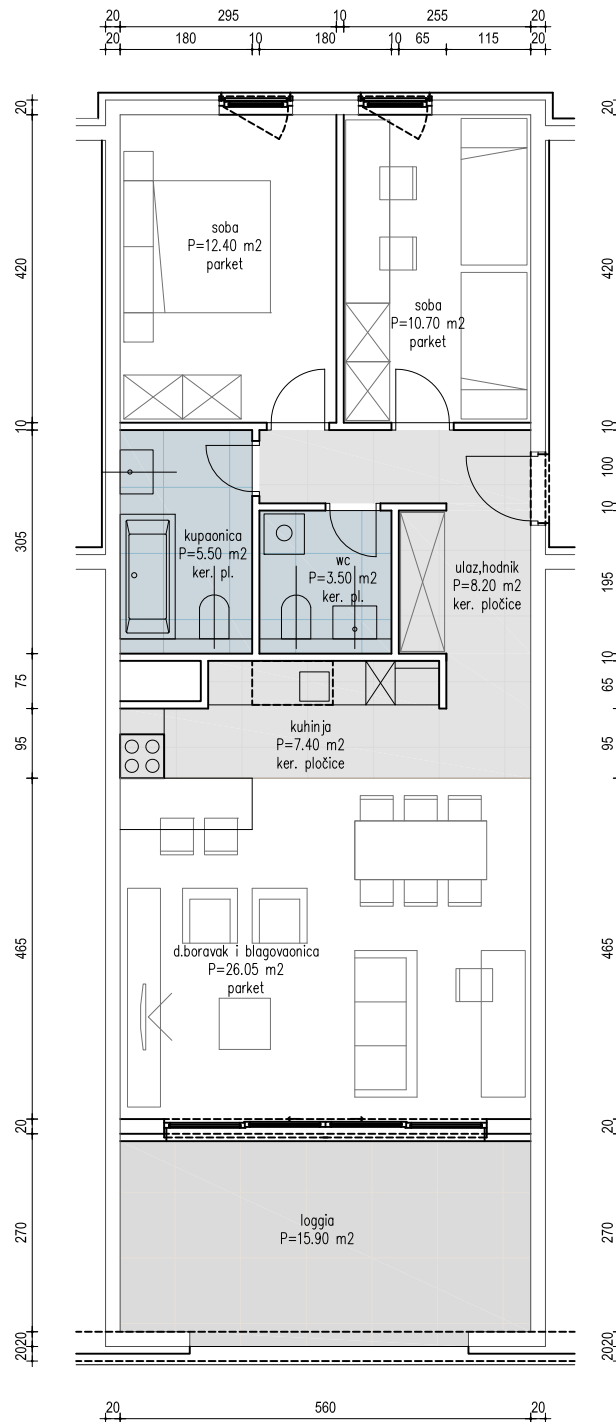 20 295 10 255 20
20 180 10 180 10 65 115 20
20
20
420
420
soba
P=12.40 m2
parket
soba
P=10.70 m2
parket
10
10
100
10
305
195
kupaonica
P=5.50 m2
ker. pl.
wc
P=3.50 m2
ker. pl.
ulaz,hodnik
P=8.20 m2
ker. pločice
10
75
65
95
95
kuhinja
P=7.40 m2
ker. pločice
465
465
d.boravak i blagovaonica
P=26.05 m2
parket
20
20
270
270
loggia
P=15.90 m2
20
20
20
20
20 560 20